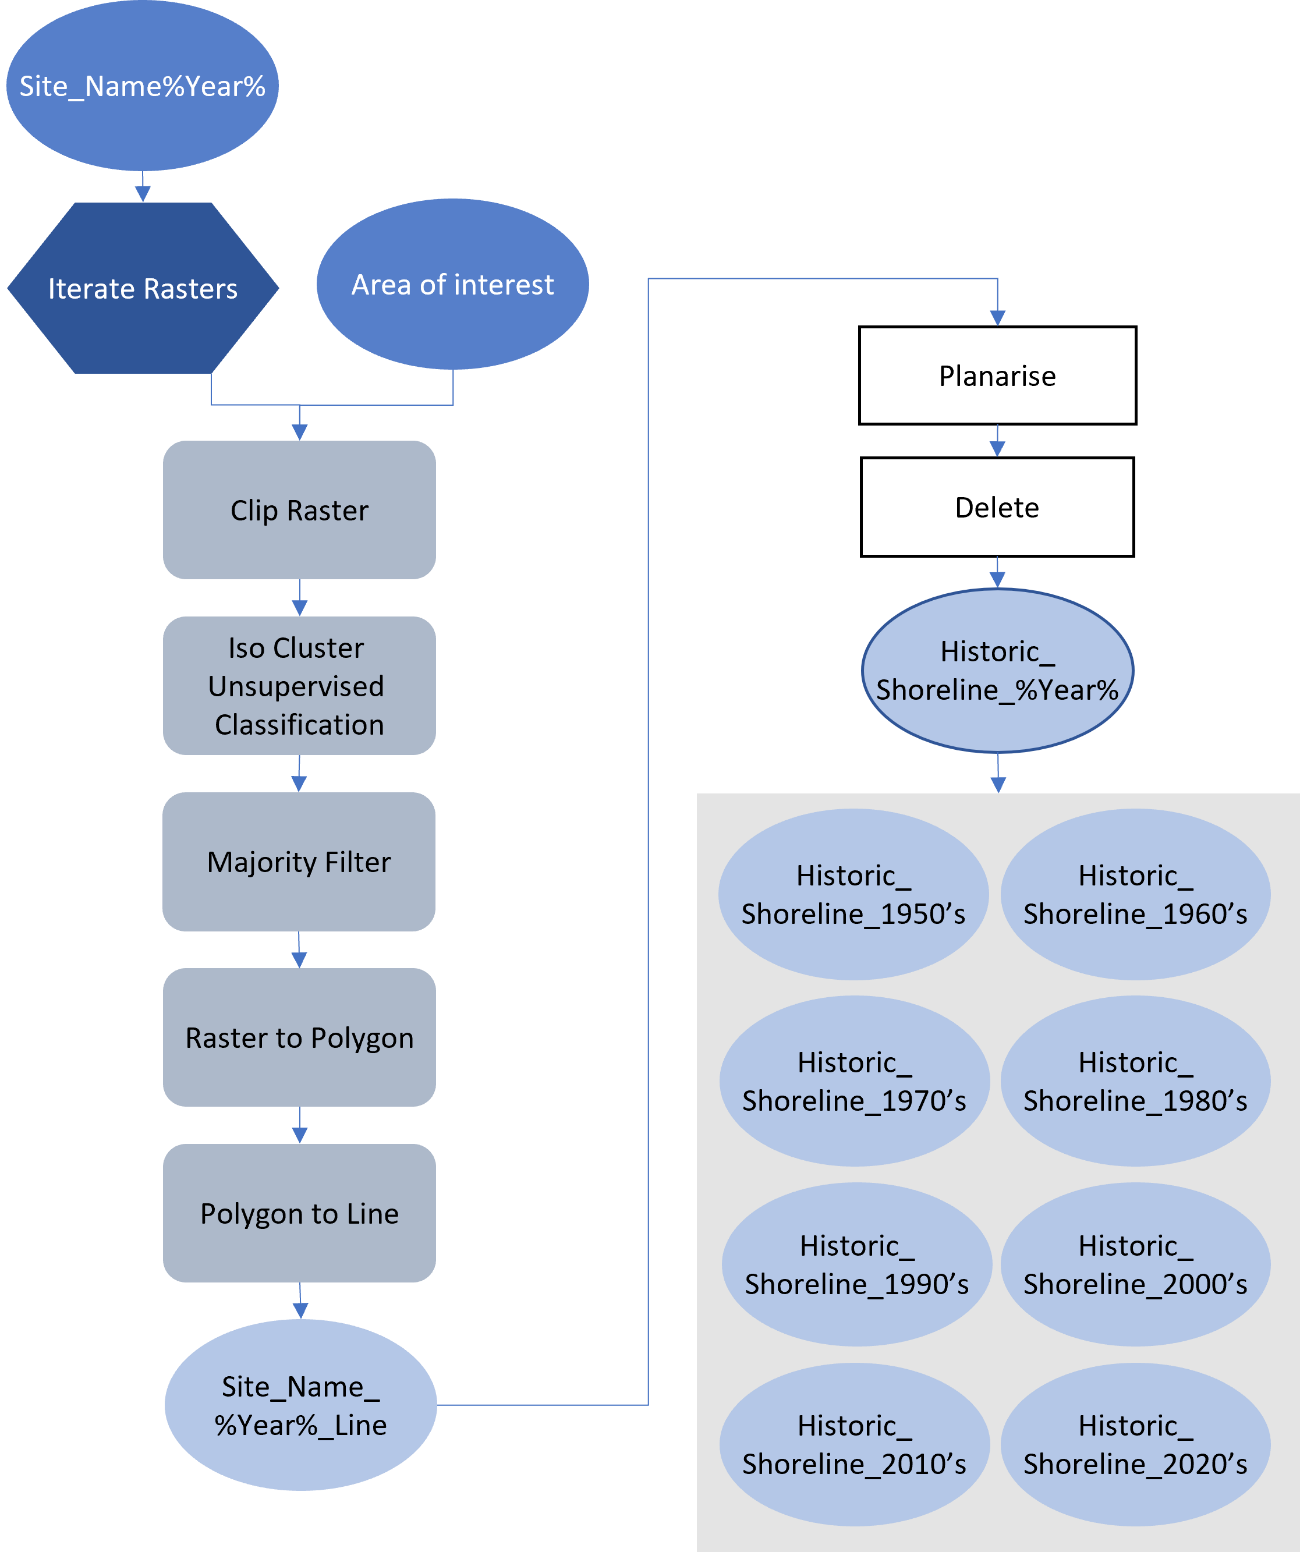 Site_Name%Year%
Iterate Rasters
Area of interest
Clip Raster
Iso Cluster
Unsupervised
Classification
Majority Filter
Raster to Polygon
Polygon to Line
Site_Name_
%Year%_Line
Planarise
Delete
Historic_
Shoreline_%Year%
Historic_
Shoreline_1950’s
Historic_
Shoreline_1960’s
Historic_
Shoreline_1970’s
Historic_
Shoreline_1980’s
Historic_
Shoreline_1990’s
Historic_
Shoreline_2000’s
Historic_
Shoreline_2010’s
Historic_
Shoreline_2020’s